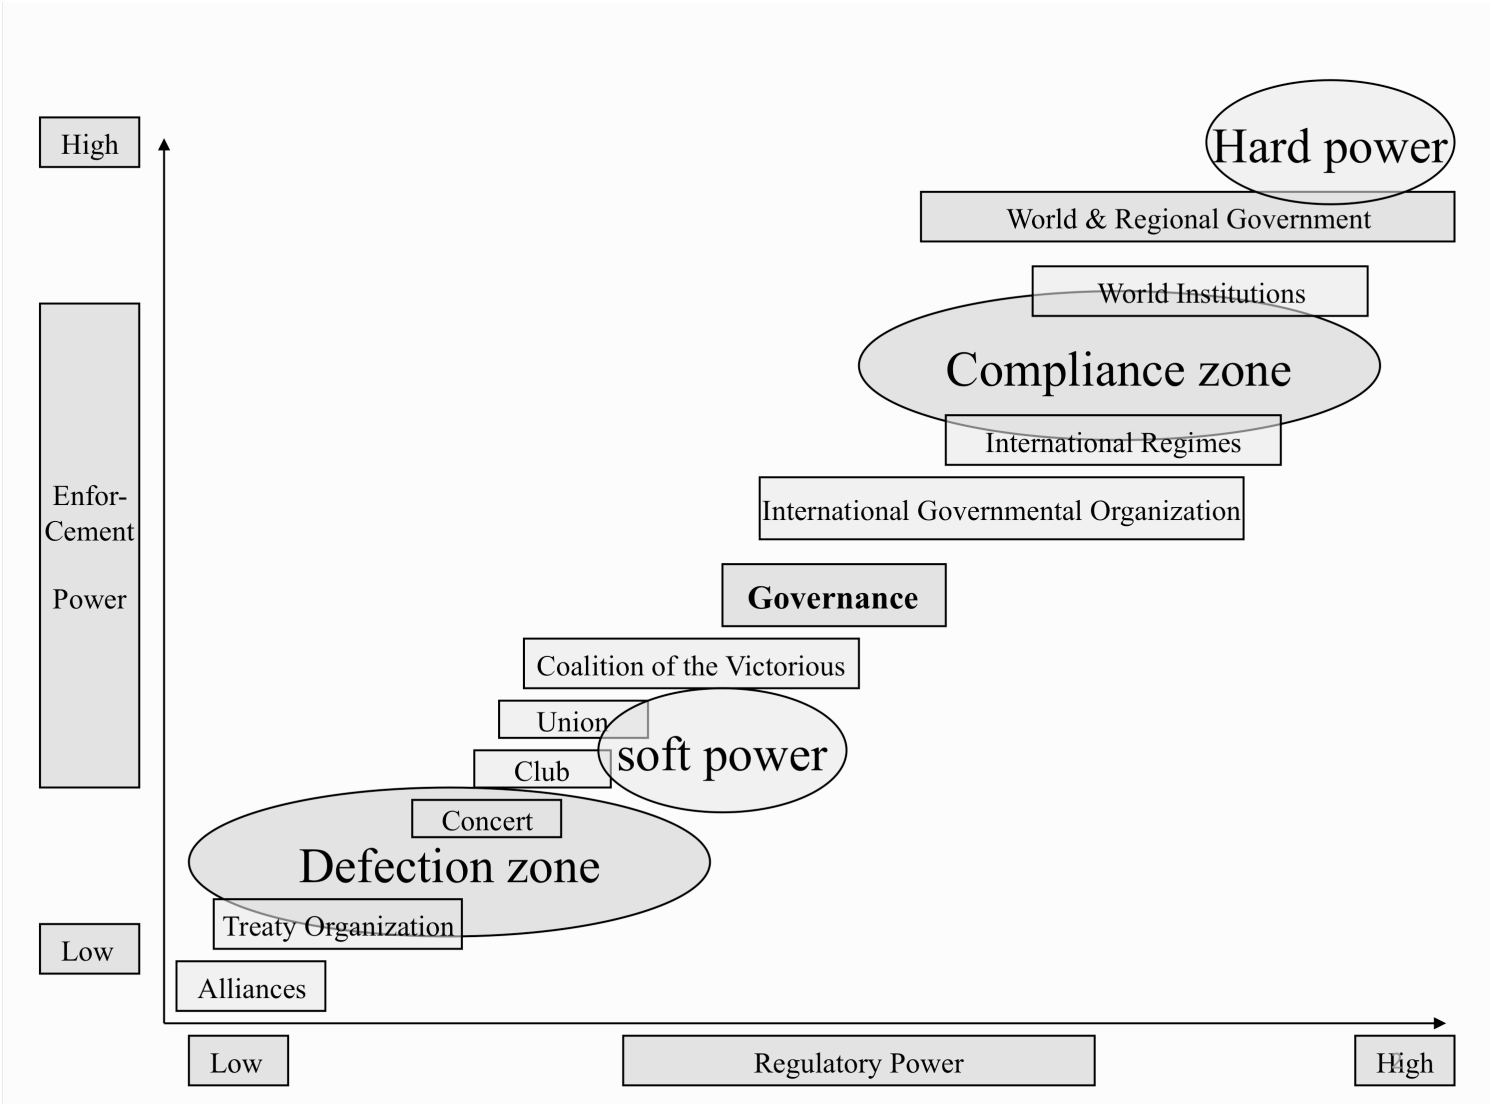 Hard power
High
World & Regional Government
World Institutions
Compliance zone
International Regimes
Enfor-
Cement
Power
International Governmental Organization
Governance
Coalition of the Victorious
Union
soft power
Club
Concert
Defection zone
Treaty Organization
Low
Alliances
Low
Regulatory Power
High
2